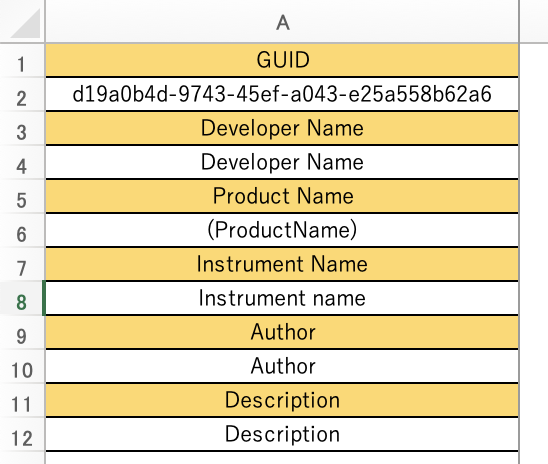 A
1 GUID
2 d19a0b4d-9743-45ef-a043-e25a558b62a6
3 Developer Name
4 Developer Name
5 Product Name
6 (ProductName)
7 Instrument Name
8 Instrument name
9 Author
10 Author
11 Description
12 Description